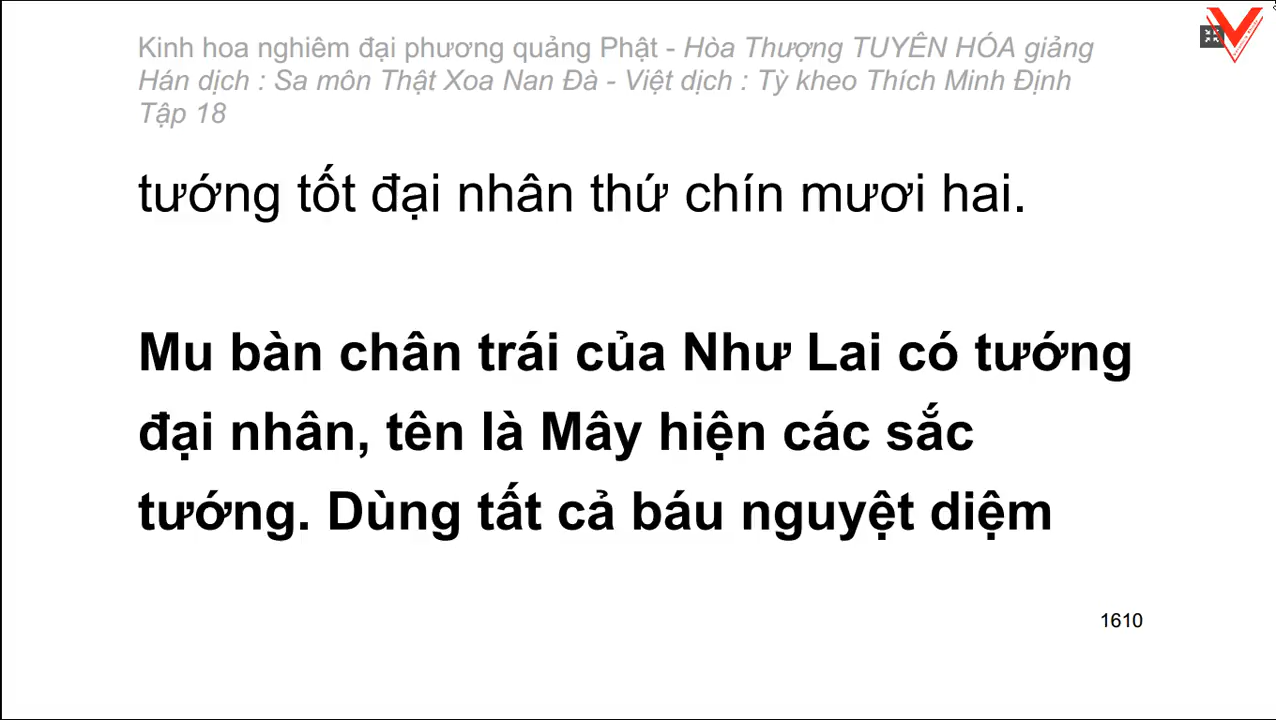 Kinh hoa nghiêm đại phương quảng Phật - Hòa Thượng TUYÊN HÓA giảng
Hán dịch : Sa môn Thật Xoa Nan Đà - Việt dịch : Tỳ kheo Thích Minh Định
Tập 18
tướng tốt đại nhân thứ chín mươi hai.
Mu bàn chân trái của Như Lai có tướng
đại nhân, tên là Mây hiện các sắc
tướng. Dùng tất cả báu nguyệt diệm
1610